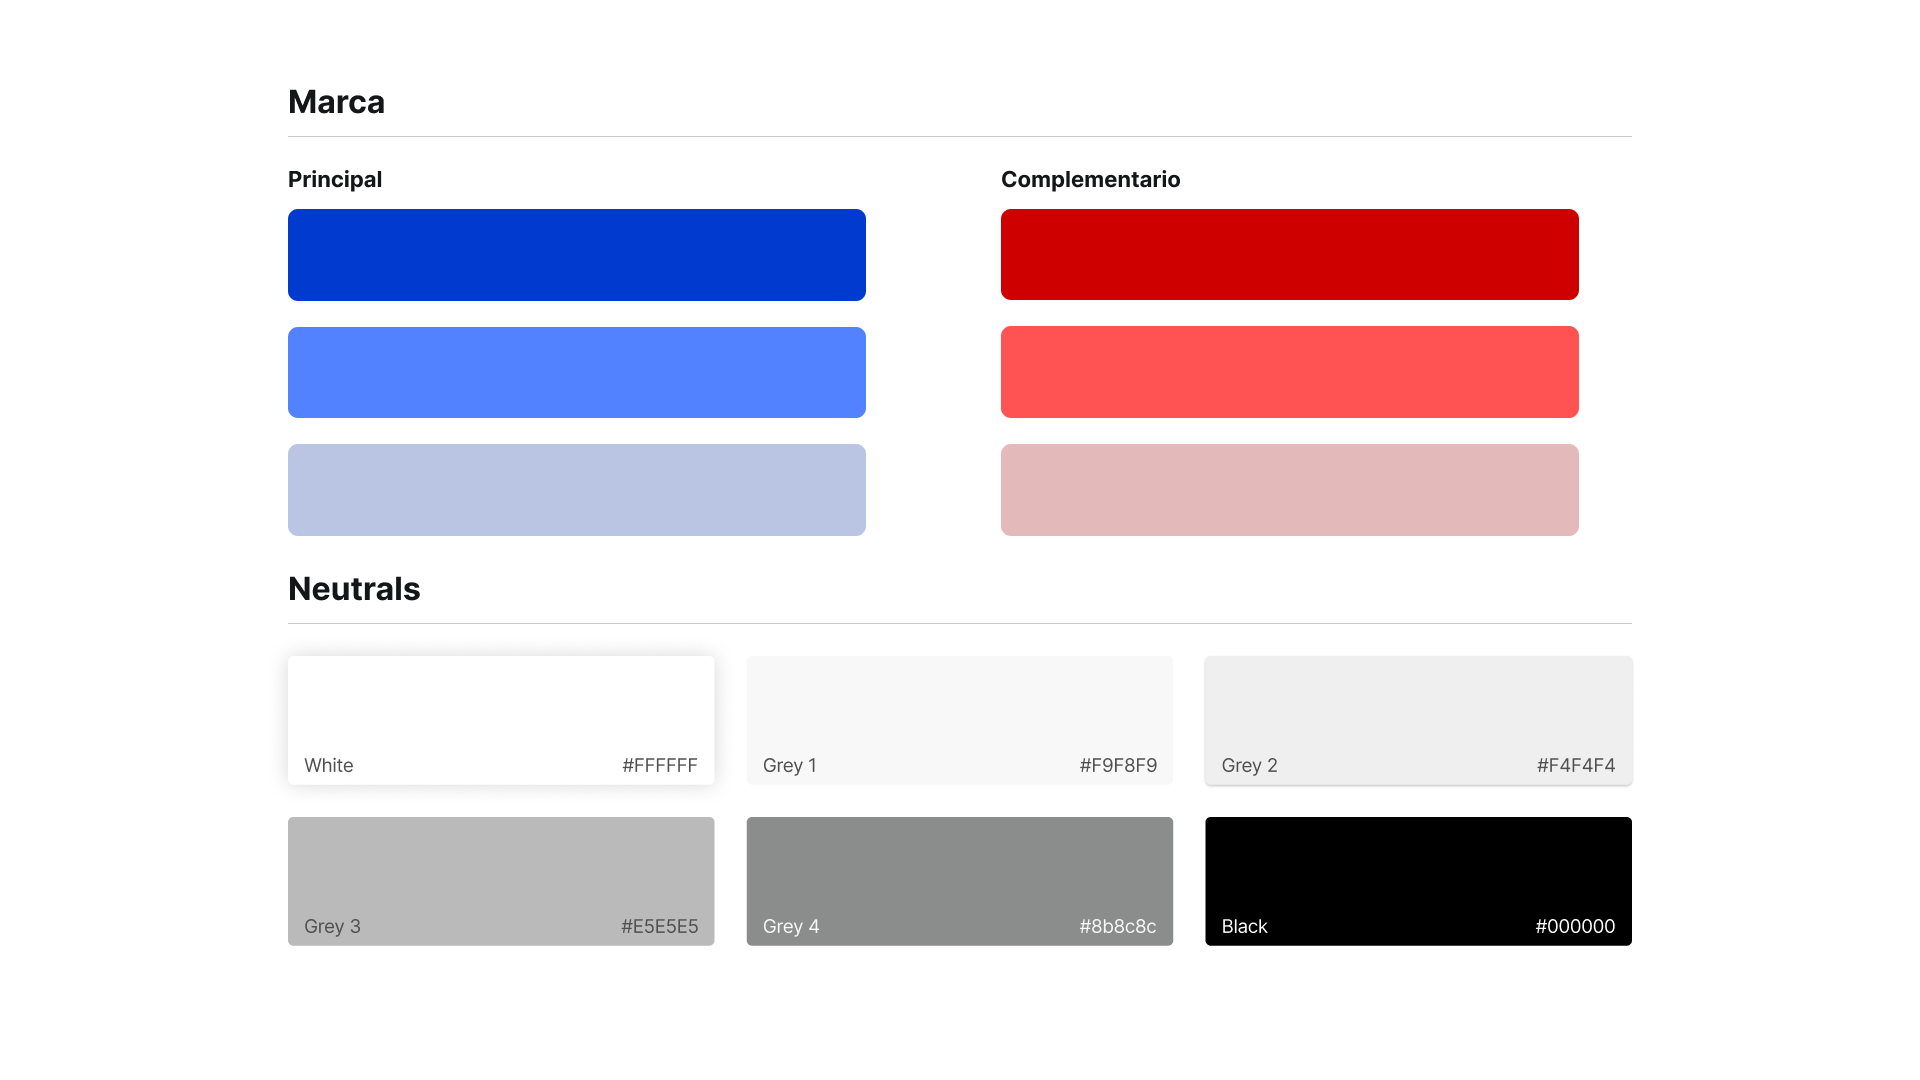 Marca
Principal
Complementario
Neutrals
White #FFFFFF
Grey 1 #F9F8F9
Grey 2 #F4F4F4
Grey 3 #E5E5E5
Grey 4 #8b8c8c
Black #000000